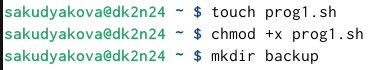 sakudyakova@dk2n24 ~ $ touch prog1.sh
sakudyakova@dk2n24 ~ $ chmod +x prog1.sh
sakudyakova@dk2n24 ~ $ mkdir backup